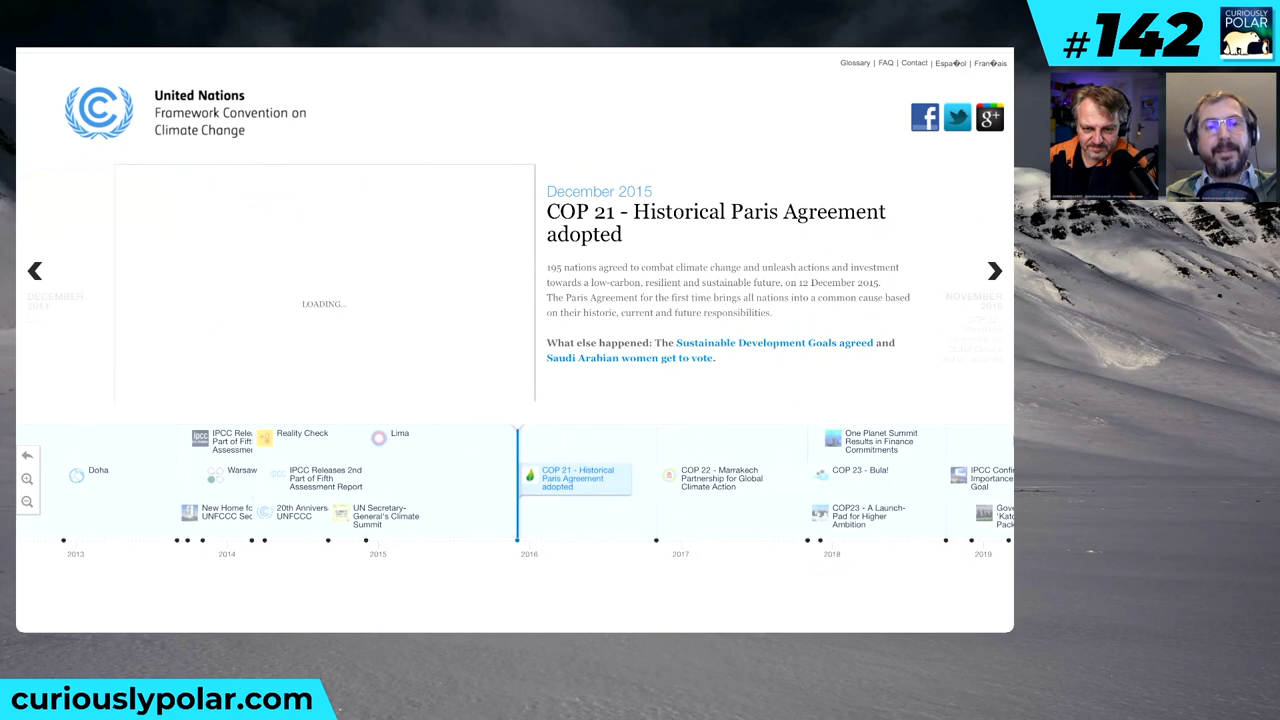 #142
CURIOUSLY
POLAR
Glossary | FAQ | Contact | Espa�ol | Fran�ais
United Nations
Framework Convention on
Climate Change
December 2015
COP 21 - Historical Paris Agreement
adopted
195 nations agreed to combat climate change and unleash actions and investment
towards a low-carbon, resilient and sustainable future, on 12 December 2015.
The Paris Agreement for the first time brings all nations into a common cause based
on their historic, current and future responsibilities.
What else happened: The Sustainable Development Goals agreed and
Saudi Arabian women get to vote.
LOADING...
DECEMBER
2014
NOVEMBER
2016
IPCC Rele
Part of Fift
Assessmer
Reality Check
Lima
One Planet Summit
Results in Finance
Commitments
Doha
Warsaw
IPCC Releases 2nd
Part of Fifth
Assessment Report
COP 21 - Historical
Paris Agreement
adopted
COP 22 - Marrakech
Partnership for Global
Climate Action
COP 23 - Bula!
IPCC Confi
Importance
Goal
New Home fo
UNFCCC Sec
20th Annivers
UNFCCC
UN Secretary-
General's Climate
Summit
COP23 - A Launch-
Pad for Higher
Ambition
Gove
'Kato
Pack
2013 2014 2015 2016 2017 2018 2019
curiouslypolar.com